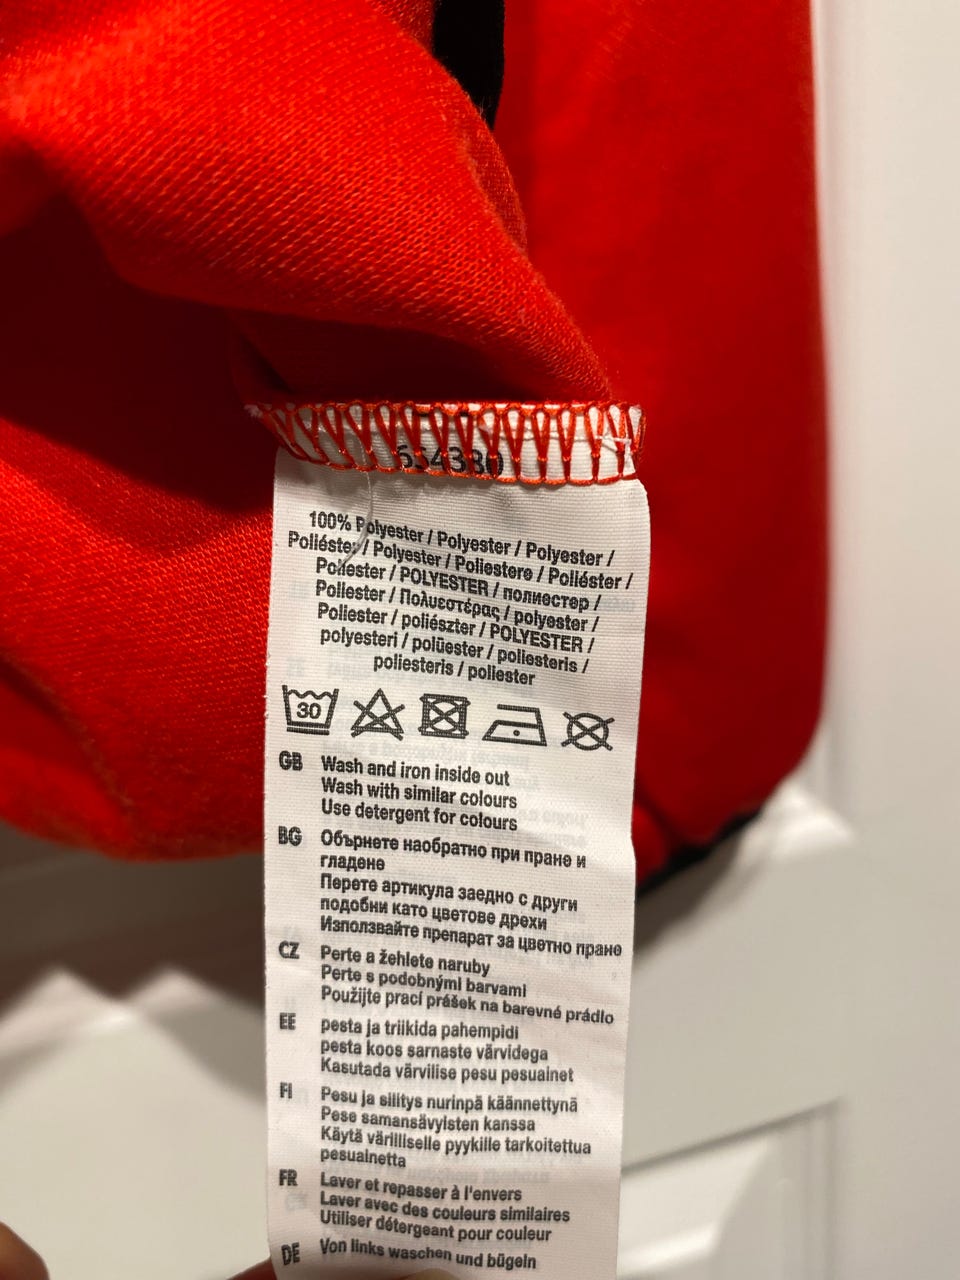 654380
100% Polyester / Polyester / Polyester /
Poliéster / Polyester / Poliestere / Poliéster /
Poliester / POLYESTER / полиестер /
Poliester / Πολυεστέρας / polyester /
Poliester / poliészter / POLYESTER /
polyesteri / polüester / poliesteris /
poliesteris / poliester
30
GB Wash and iron inside out
Wash with similar colours
Use detergent for colours
BG Обърнете наобратно при пране и
гладене
Перете артикула заедно с други
подобни като цветове дрехи
Използвайте препарат за цветно пране
CZ Perte a žehlete naruby
Perte s podobnými barvami
Použijte prací prášek na barevné prádlo
EE pesta ja triikida pahempidi
pesta koos sarnaste värvidega
Kasutada värvilise pesu pesuainet
FI Pesu ja silitys nurinpä käännettynä
Pese samansävyisten kanssa
Käytä värilliselle pyykille tarkoitettua
pesuainetta
FR Laver et repasser à l'envers
Laver avec des couleurs similaires
Utiliser détergeant pour couleur
DE Von links waschen und bügeln